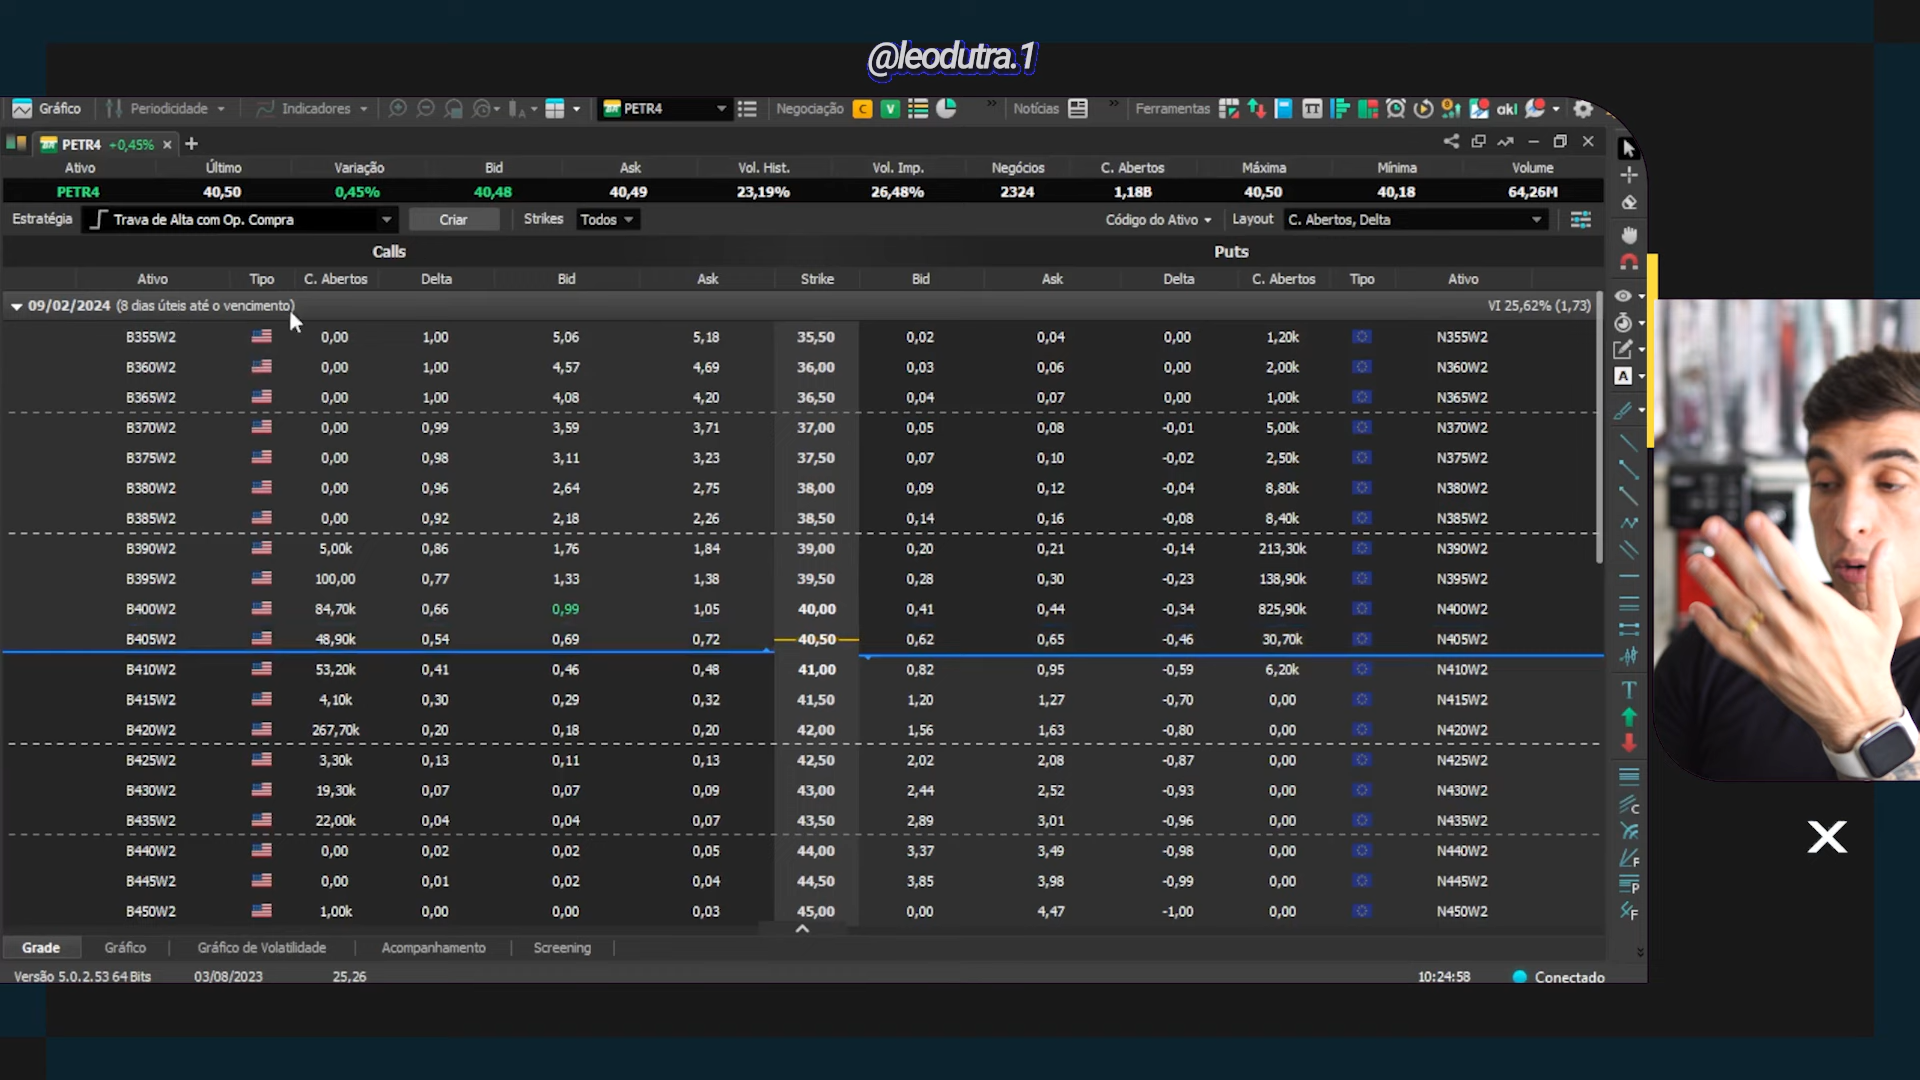 @leodutra.1
Gráfico Periodicidade Indicadores PETR4 Negociação C V Notícias Ferramentas akl
PETR4 +0,45%
Ativo Último Variação Bid Ask Vol. Hist. Vol. Imp. Negócios C. Abertos Máxima Mínima Volume
PETR4 40,50 0,45% 40,48 40,49 23,19% 26,48% 2324 1,18B 40,50 40,18 64,26M
Estratégia Trava de Alta com Op. Compra Criar Strikes Todos Código do Ativo Layout C. Abertos, Delta
Calls Puts
Ativo Tipo C. Abertos Delta Bid Ask Strike Bid Ask Delta C. Abertos Tipo Ativo
09/02/2024 (8 dias úteis até o vencimento) VI 25,62% (1,73)
B355W2 0,00 1,00 5,06 5,18 35,50 0,02 0,04 0,00 1,20k N355W2
B360W2 0,00 1,00 4,57 4,69 36,00 0,03 0,06 0,00 2,00k N360W2
B365W2 0,00 1,00 4,08 4,20 36,50 0,04 0,07 0,00 1,00k N365W2
B370W2 0,00 0,99 3,59 3,71 37,00 0,05 0,08 -0,01 5,00k N370W2
B375W2 0,00 0,98 3,11 3,23 37,50 0,07 0,10 -0,02 2,50k N375W2
B380W2 0,00 0,96 2,64 2,75 38,00 0,09 0,12 -0,04 8,80k N380W2
B385W2 0,00 0,92 2,18 2,26 38,50 0,14 0,16 -0,08 8,40k N385W2
B390W2 5,00k 0,86 1,76 1,84 39,00 0,20 0,21 -0,14 213,30k N390W2
B395W2 100,00 0,77 1,33 1,38 39,50 0,28 0,30 -0,23 138,90k N395W2
B400W2 84,70k 0,66 0,99 1,05 40,00 0,41 0,44 -0,34 825,90k N400W2
B405W2 48,90k 0,54 0,69 0,72 40,50 0,62 0,65 -0,46 30,70k N405W2
B410W2 53,20k 0,41 0,46 0,48 41,00 0,82 0,95 -0,59 6,20k N410W2
B415W2 4,10k 0,30 0,29 0,32 41,50 1,20 1,27 -0,70 0,00 N415W2
B420W2 267,70k 0,20 0,18 0,20 42,00 1,56 1,63 -0,80 0,00 N420W2
B425W2 3,30k 0,13 0,11 0,13 42,50 2,02 2,08 -0,87 0,00 N425W2
B430W2 19,30k 0,07 0,07 0,09 43,00 2,44 2,52 -0,93 0,00 N430W2
B435W2 22,00k 0,04 0,04 0,07 43,50 2,89 3,01 -0,96 0,00 N435W2
B440W2 0,00 0,02 0,02 0,05 44,00 3,37 3,49 -0,98 0,00 N440W2
B445W2 0,00 0,01 0,02 0,04 44,50 3,85 3,98 -0,99 0,00 N445W2
B450W2 1,00k 0,00 0,00 0,03 45,00 0,00 4,47 -1,00 0,00 N450W2
Grade Gráfico Gráfico de Volatilidade Acompanhamento Screening
Versão 5.0.2.53 64 Bits 03/08/2023 25,26 10:24:58 Conectado